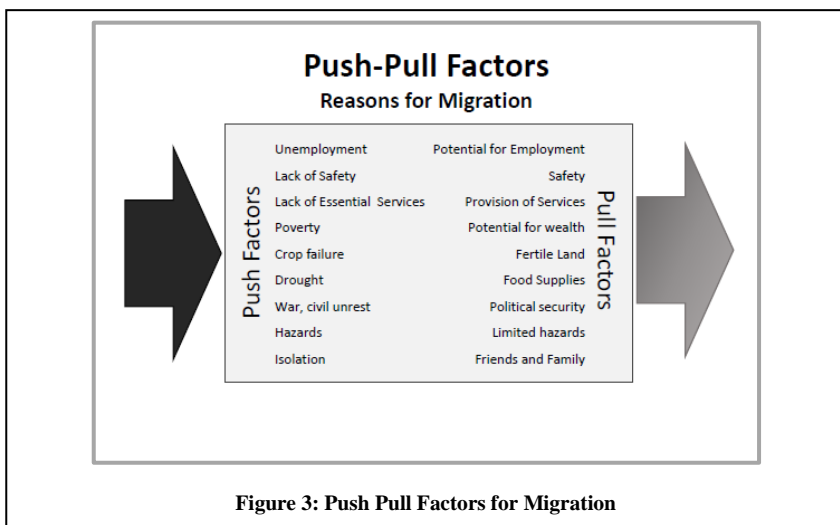 Push-Pull Factors
Reasons for Migration
Push Factors
Unemployment
Lack of Safety
Lack of Essential Services
Poverty
Crop failure
Drought
War, civil unrest
Hazards
Isolation
Potential for Employment
Safety
Provision of Services
Potential for wealth
Fertile Land
Food Supplies
Political security
Limited hazards
Friends and Family
Pull Factors
Figure 3: Push Pull Factors for Migration